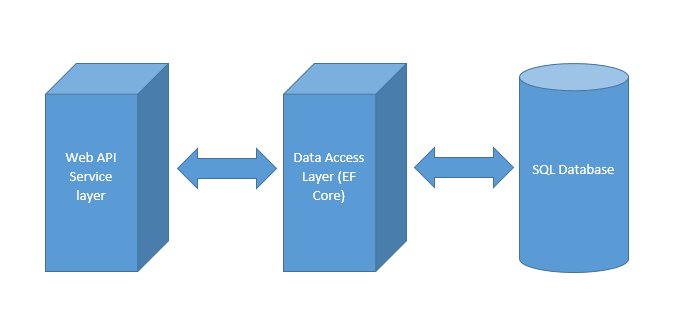 Web API
Service
layer
Data Access
Layer (EF
Core)
SQL Database